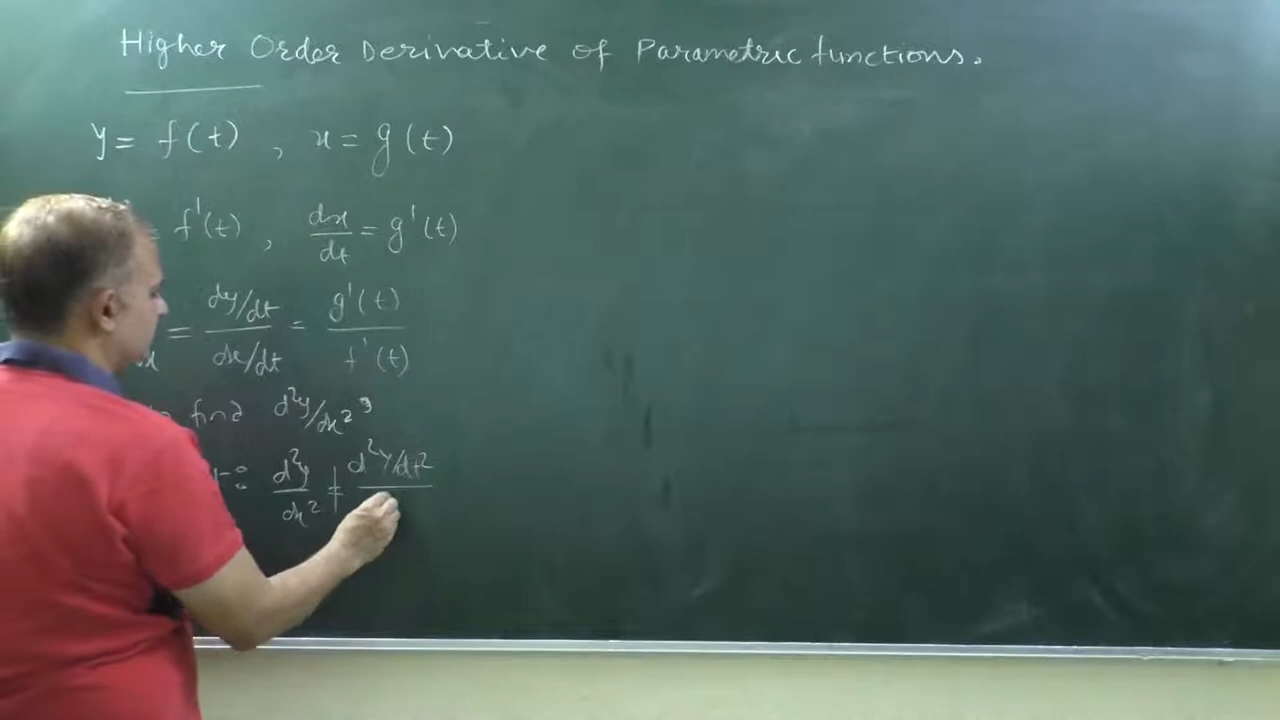 Higher Order Derivative of Parametric functions.
y = f(t) , x = g(t)
= f'(t) , dx/dt = g'(t)
= dy/dt / dx/dt = g'(t) / f'(t)
find d²y/dx² ,
: d²y/dx² ≠ d²y/dt²